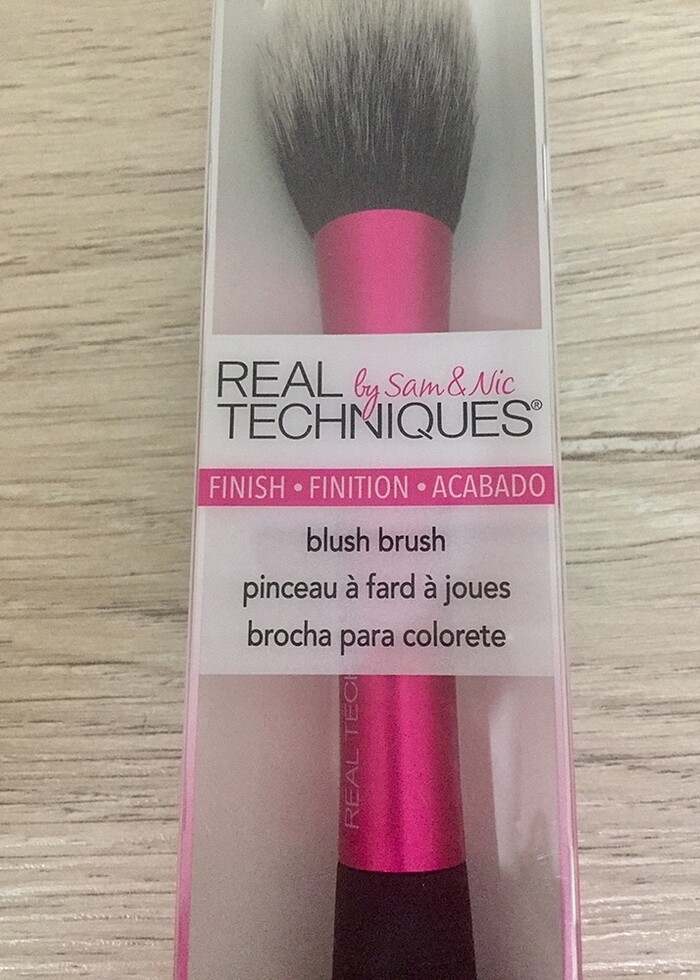 REAL by Sam & Nic
TECHNIQUES®
FINISH • FINITION • ACABADO
blush brush
pinceau à fard à joues
brocha para colorete
REAL TECH